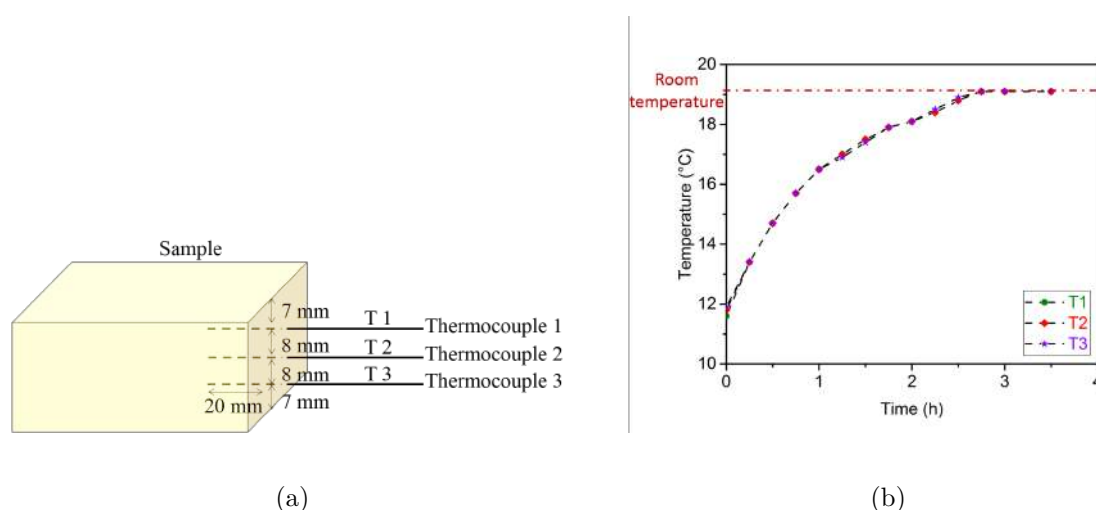 Sample
7 mm
T 1
Thermocouple 1
8 mm
T 2
Thermocouple 2
8 mm
T 3
Thermocouple 3
20 mm
7 mm
(a)
20
Room
temperature
18
16
14
12
10
Temperature (°C)
T1
T2
T3
0 1 2 3 4
Time (h)
(b)